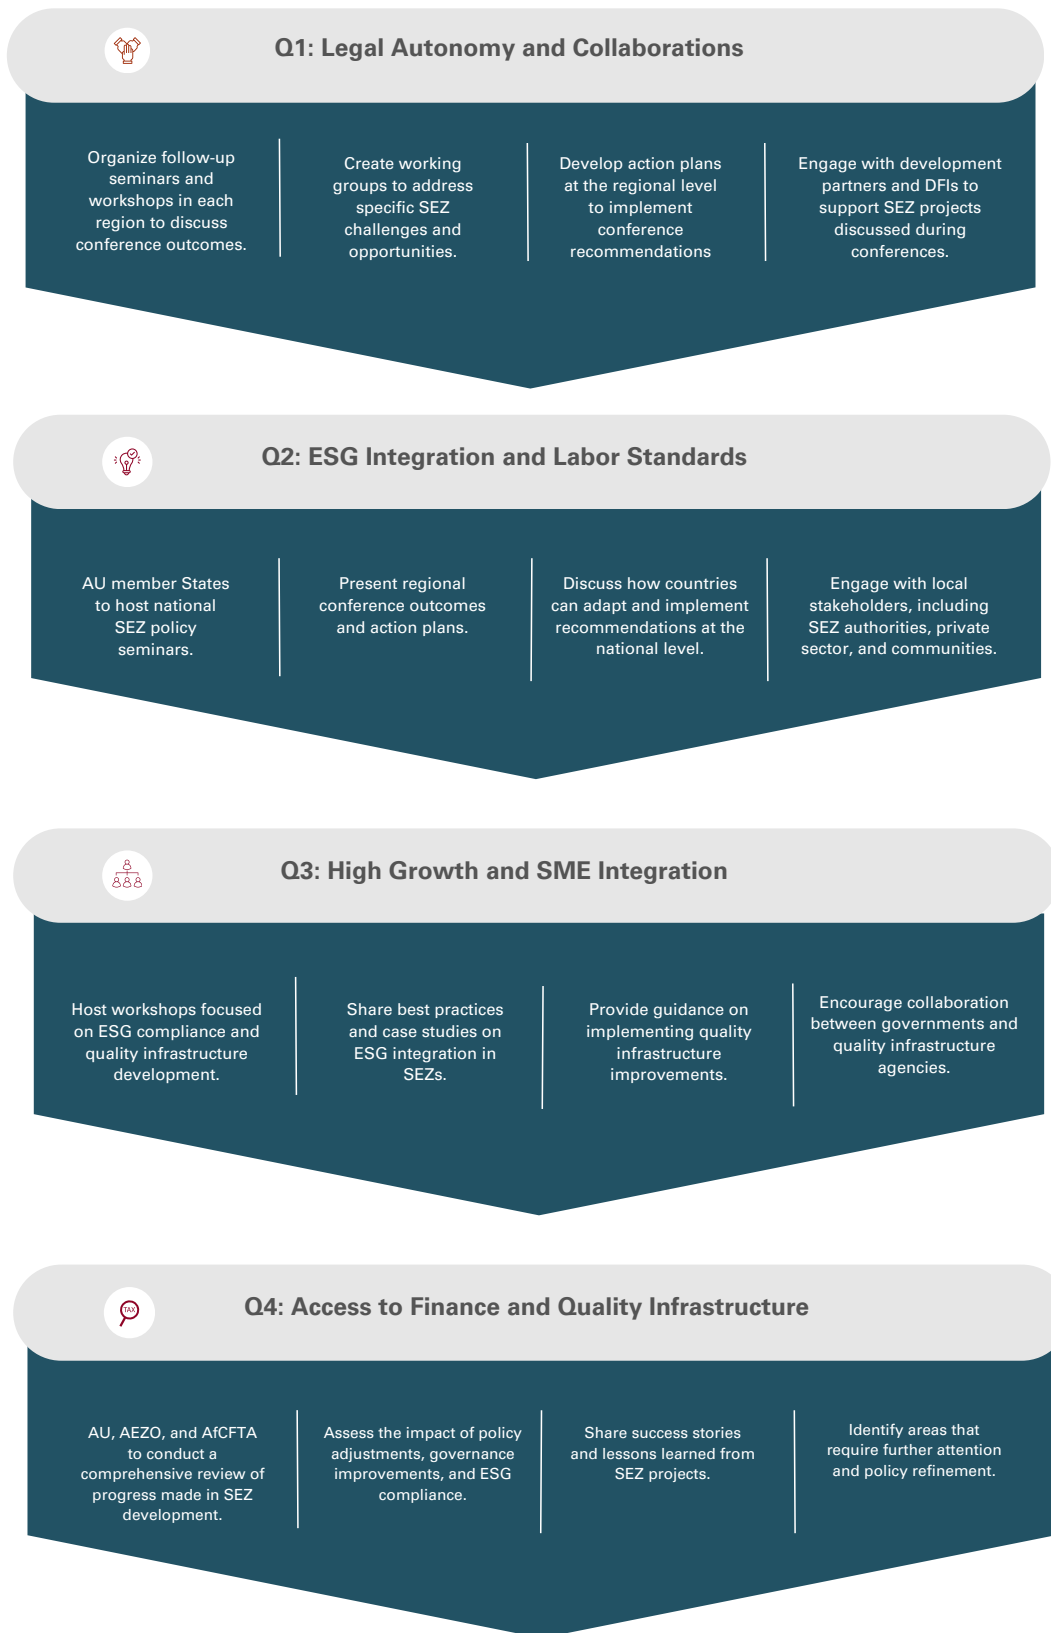 Q1: Legal Autonomy and Collaborations
Organize follow-up
seminars and
workshops in each
region to discuss
conference outcomes.
Create working
groups to address
specific SEZ
challenges and
opportunities.
Develop action plans
at the regional level
to implement
conference
recommendations
Engage with development
partners and DFIs to
support SEZ projects
discussed during
conferences.
Q2: ESG Integration and Labor Standards
AU member States
to host national
SEZ policy
seminars.
Present regional
conference outcomes
and action plans.
Discuss how countries
can adapt and implement
recommendations at the
national level.
Engage with local
stakeholders, including
SEZ authorities, private
sector, and communities.
Q3: High Growth and SME Integration
Host workshops focused
on ESG compliance and
quality infrastructure
development.
Share best practices
and case studies on
ESG integration in
SEZs.
Provide guidance on
implementing quality
infrastructure
improvements.
Encourage collaboration
between governments and
quality infrastructure
agencies.
TAX
Q4: Access to Finance and Quality Infrastructure
AU, AEZO, and AfCFTA
to conduct a
comprehensive review of
progress made in SEZ
development.
Assess the impact of policy
adjustments, governance
improvements, and ESG
compliance.
Share success stories
and lessons learned from
SEZ projects.
Identify areas that
require further attention
and policy refinement.